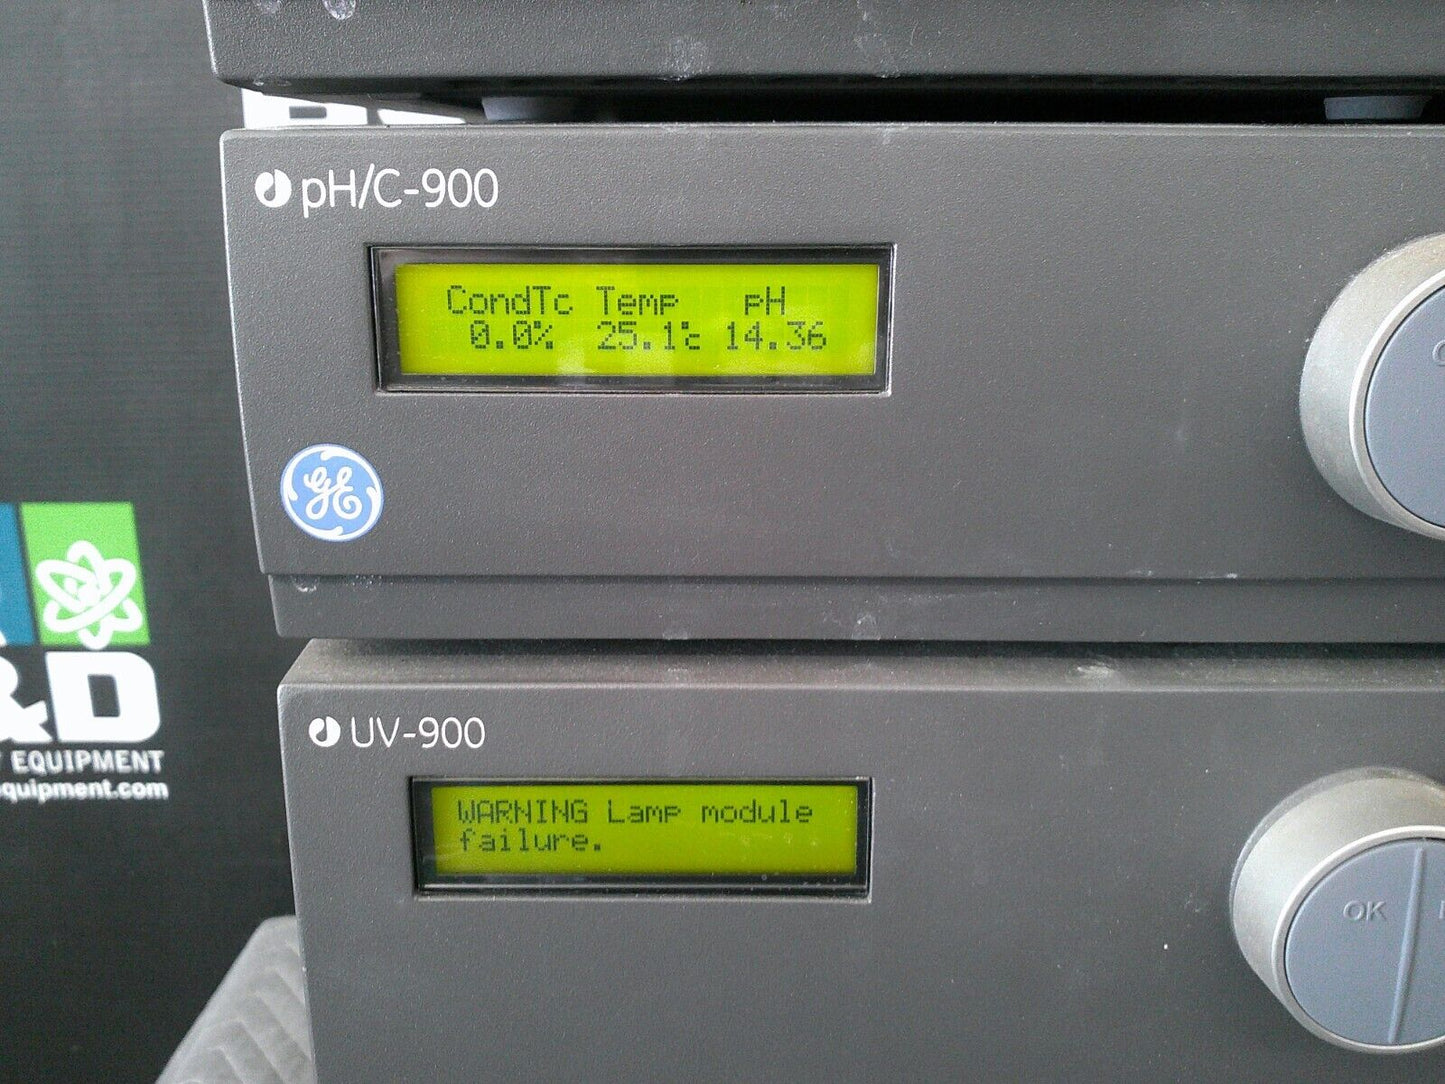 pH/C-900
CondTc Temp pH
0.0% 25.1°C 14.36
GE
&D
EQUIPMENT
quipment.com
UV-900
WARNING Lamp module
failure.
OK